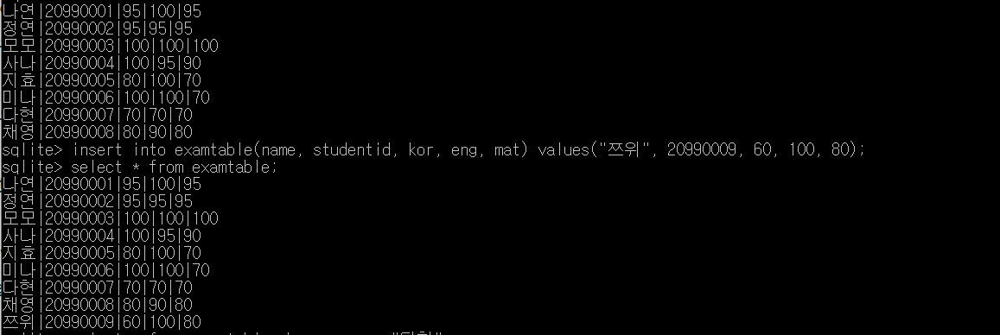 나연|20990001|95|100|95
정연|20990002|95|95|95
모모|20990003|100|100|100
사나|20990004|100|95|90
지효|20990005|80|100|70
미나|20990006|100|100|70
다현|20990007|70|70|70
채영|20990008|80|90|80
sqlite> insert into examtable(name, studentid, kor, eng, mat) values("쯔위", 20990009, 60, 100, 80);
sqlite> select * from examtable;
나연|20990001|95|100|95
정연|20990002|95|95|95
모모|20990003|100|100|100
사나|20990004|100|95|90
지효|20990005|80|100|70
미나|20990006|100|100|70
다현|20990007|70|70|70
채영|20990008|80|90|80
쯔위|20990009|60|100|80